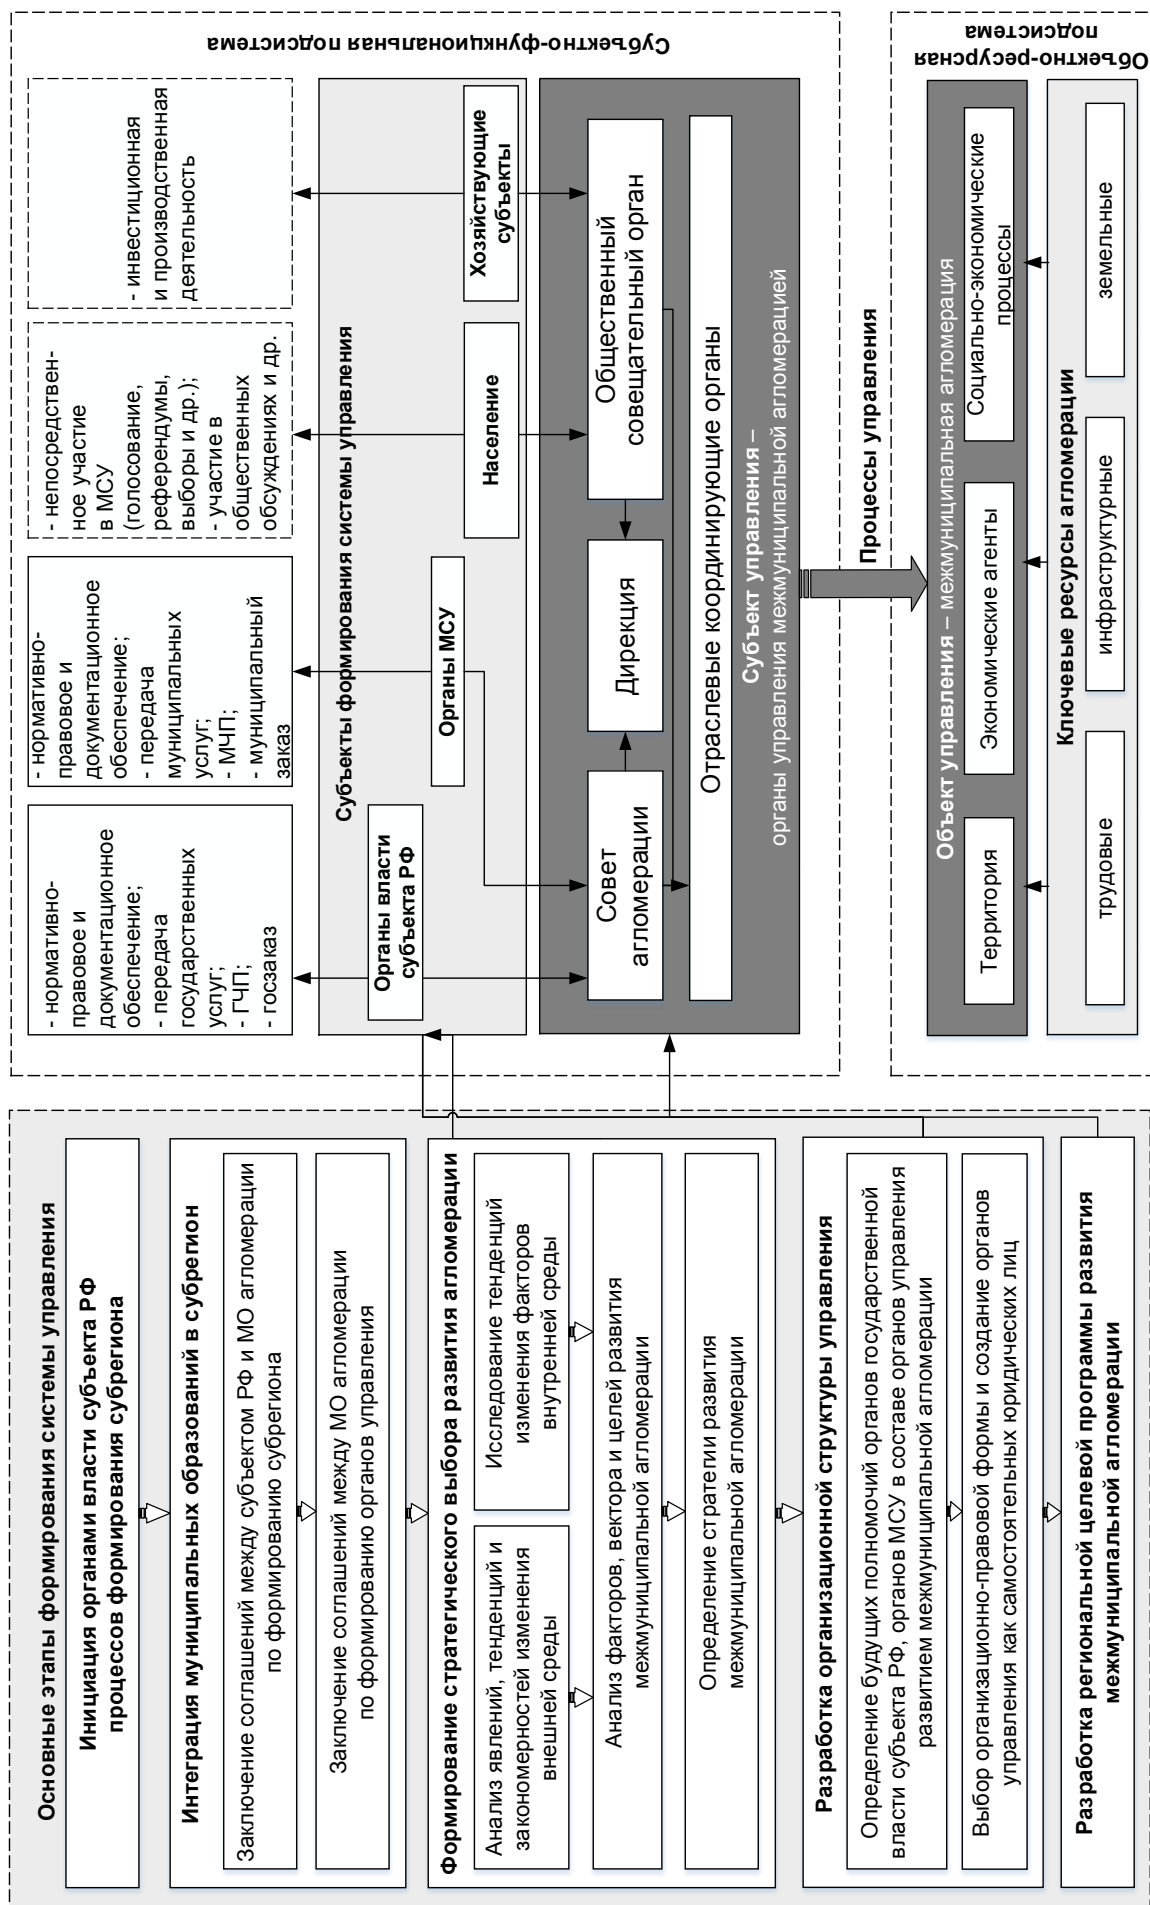 Основные этапы формирования системы управления
Инициация органами власти субъекта РФ
процессов формирования субрегиона
Интеграция муниципальных образований в субрегион
Заключение соглашений между субъектом РФ и МО агломерации
по формированию субрегиона
Заключение соглашений между МО агломерации
по формированию органов управления
Формирование стратегического выбора развития агломерации
Анализ явлений, тенденций и
закономерностей изменения
внешней среды
Исследование тенденций
изменения факторов
внутренней среды
Анализ факторов, вектора и целей развития
межмуниципальной агломерации
Определение стратегии развития
межмуниципальной агломерации
Разработка организационной структуры управления
Определение будущих полномочий органов государственной
власти субъекта РФ, органов МСУ в составе органов управления
развитием межмуниципальной агломерации
Выбор организационно-правовой формы и создание органов
управления как самостоятельных юридических лиц
Разработка региональной целевой программы развития
межмуниципальной агломерации
- нормативно-
правовое и
документационное
обеспечение;
- передача
государственных
услуг;
- ГЧП;
- госзаказ
- нормативно-
правовое и
документационное
обеспечение;
- передача
муниципальных
услуг;
- МЧП;
- муниципальный
заказ
- непосредствен-
ное участие
в МСУ
(голосование,
референдумы,
выборы и др.);
- участие в
общественных
обсуждениях и др.
- инвестиционная
и производственная
деятельность
Субъектно-функциональная подсистема
Субъекты формирования системы управления
Органы власти
субъекта РФ
Органы МСУ
Население
Хозяйствующие
субъекты
Совет
агломерации
Дирекция
Общественный
совещательный орган
Отраслевые координирующие органы
Субъект управления –
органы управления межмуниципальной агломерацией
Процессы управления
Объект управления – межмуниципальная агломерация
Территория
Экономические агенты
Социально-экономические
процессы
Ключевые ресурсы агломерации
трудовые
инфраструктурные
земельные
Объектно-ресурсная
подсистема